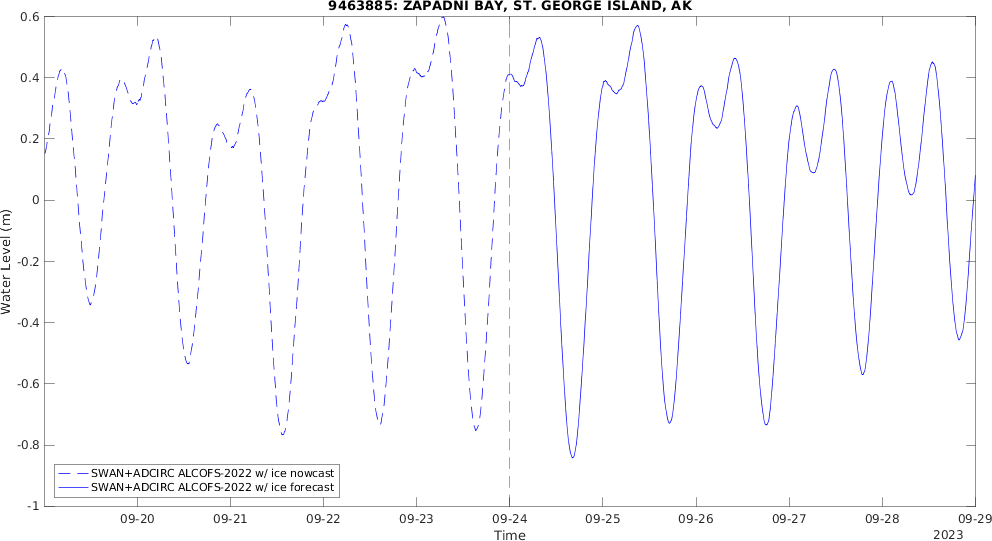 9463885: ZAPADNI BAY, ST. GEORGE ISLAND, AK
0.6
0.4
0.2
0
-0.2
-0.4
-0.6
-0.8
-1
Water Level (m)
SWAN+ADCIRC ALCOFS-2022 w/ ice nowcast
SWAN+ADCIRC ALCOFS-2022 w/ ice forecast
09-20 09-21 09-22 09-23 09-24 09-25 09-26 09-27 09-28 09-29
Time
2023